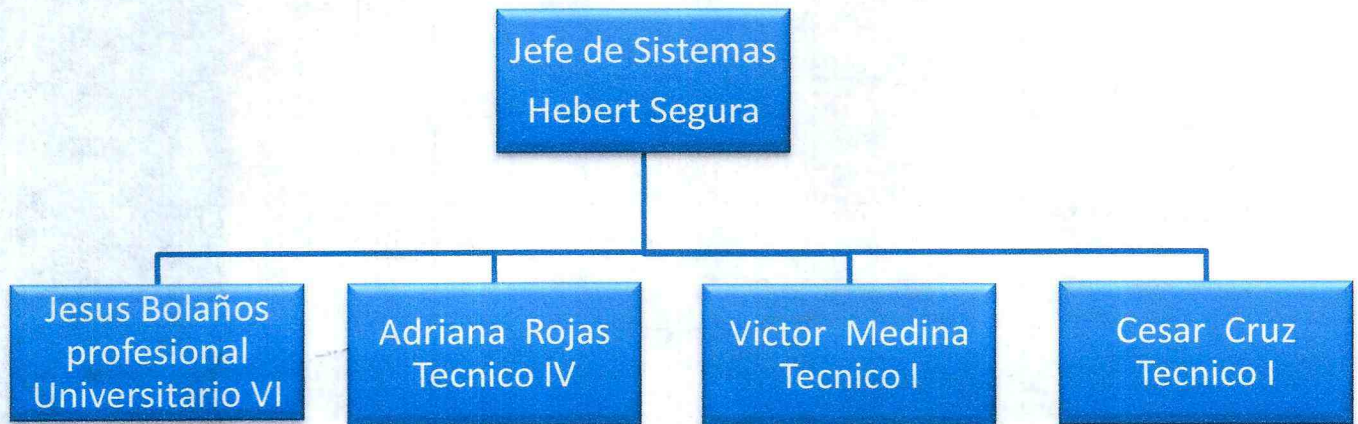 Jefe de Sistemas
Hebert Segura
Jesus Bolaños
profesional
Universitario VI
Adriana Rojas
Tecnico IV
Victor Medina
Tecnico I
Cesar Cruz
Tecnico I